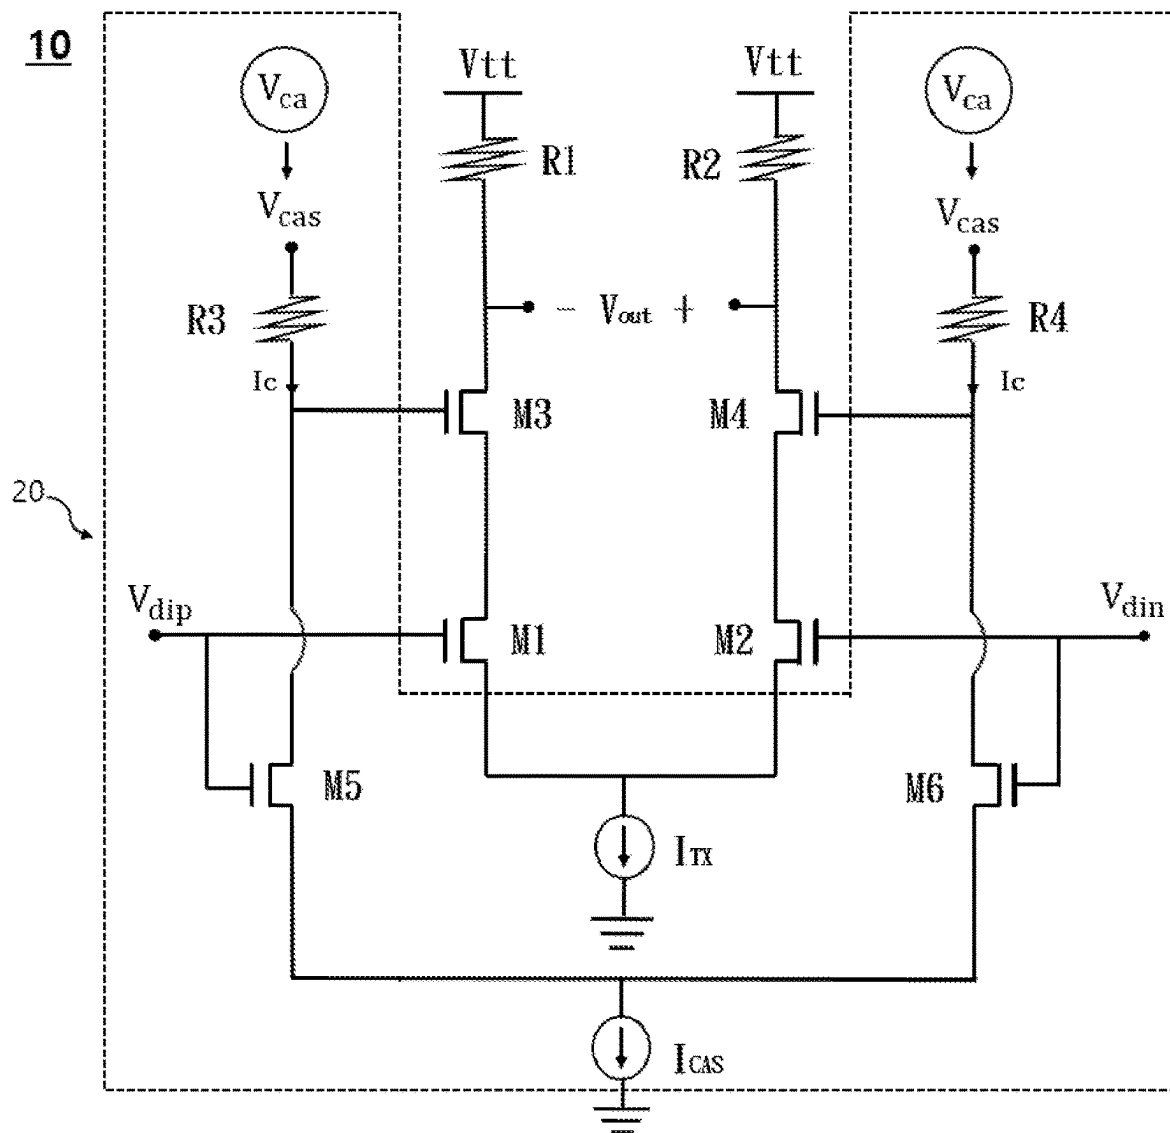 10
Vca
Vtt
Vtt
Vca
R1
R2
Vcas
Vcas
R3
- Vout +
R4
Ic
Ic
M3
M4
20
Vdip
Vdin
M1
M2
M5
M6
ITX
ICAS